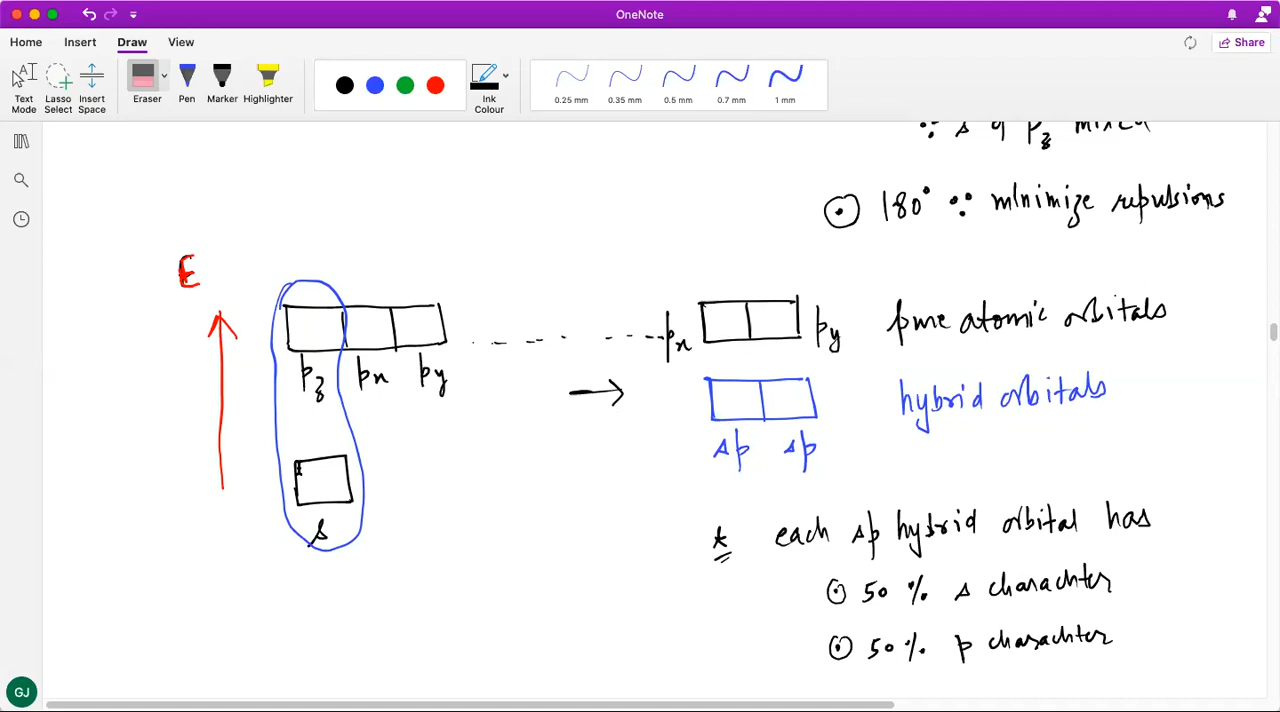 OneNote
Home Insert Draw View
Share
Text Mode
Lasso Select
Insert Space
Eraser
Pen
Marker
Highlighter
Ink Colour
0.25 mm 0.35 mm 0.5 mm 0.7 mm 1 mm
∵ s & pz mixed
⊙ 180° ∵ minimize repulsions
E
px py pure atomic orbitals
pz px py
→
hybrid orbitals
sp sp
s
* each sp hybrid orbital has
⊙ 50 % s charachter
⊙ 50% p charachter
GJ